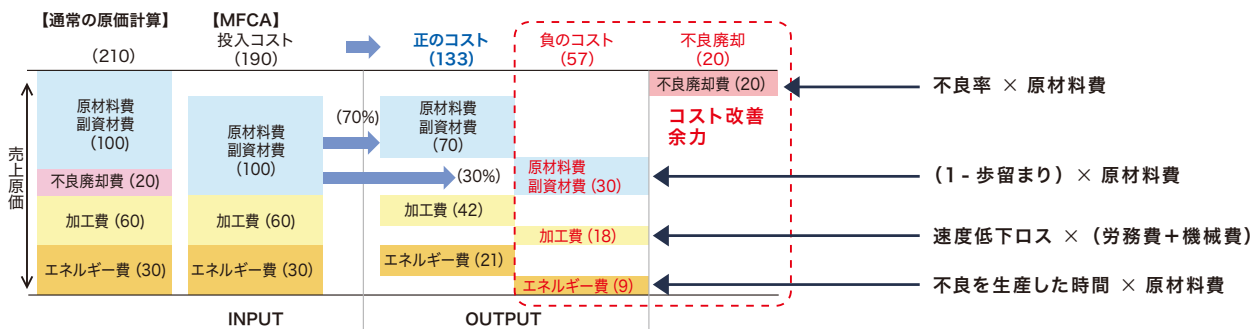 【通常の原価計算】
(210)
【MFCA】
投入コスト
(190)
正のコスト
(133)
負のコスト
(57)
不良廃却
(20)
売上原価
原材料費
副資材費
(100)
不良廃却費 (20)
加工費 (60)
エネルギー費 (30)
原材料費
副資材費
(100)
加工費 (60)
エネルギー費 (30)
(70%)
(30%)
原材料費
副資材費
(70)
加工費 (42)
エネルギー費 (21)
原材料費
副資材費 (30)
加工費 (18)
エネルギー費 (9)
不良廃却費 (20)
コスト改善
余力
不良率 × 原材料費
(1 - 歩留まり) × 原材料費
速度低下ロス × (労務費＋機械費)
不良を生産した時間 × 原材料費
INPUT
OUTPUT